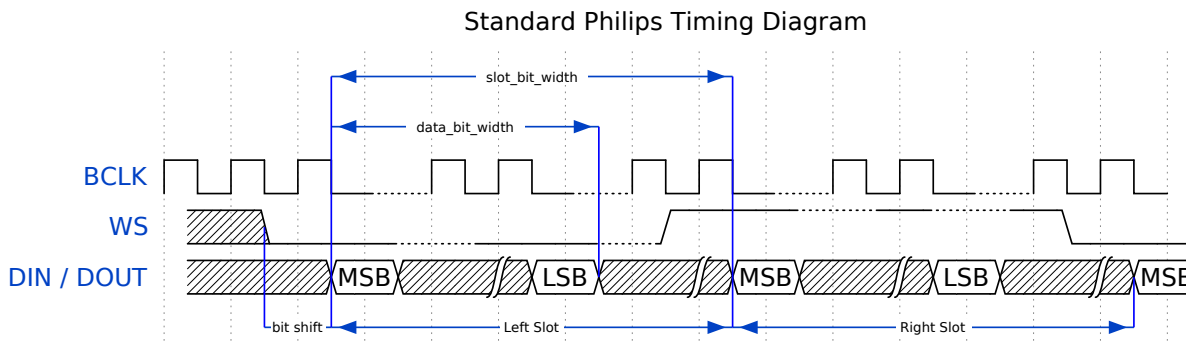 Standard Philips Timing Diagram
slot_bit_width
data_bit_width
BCLK
WS
DIN / DOUT
MSB
LSB
MSB
LSB
MSB
bit shift
Left Slot
Right Slot